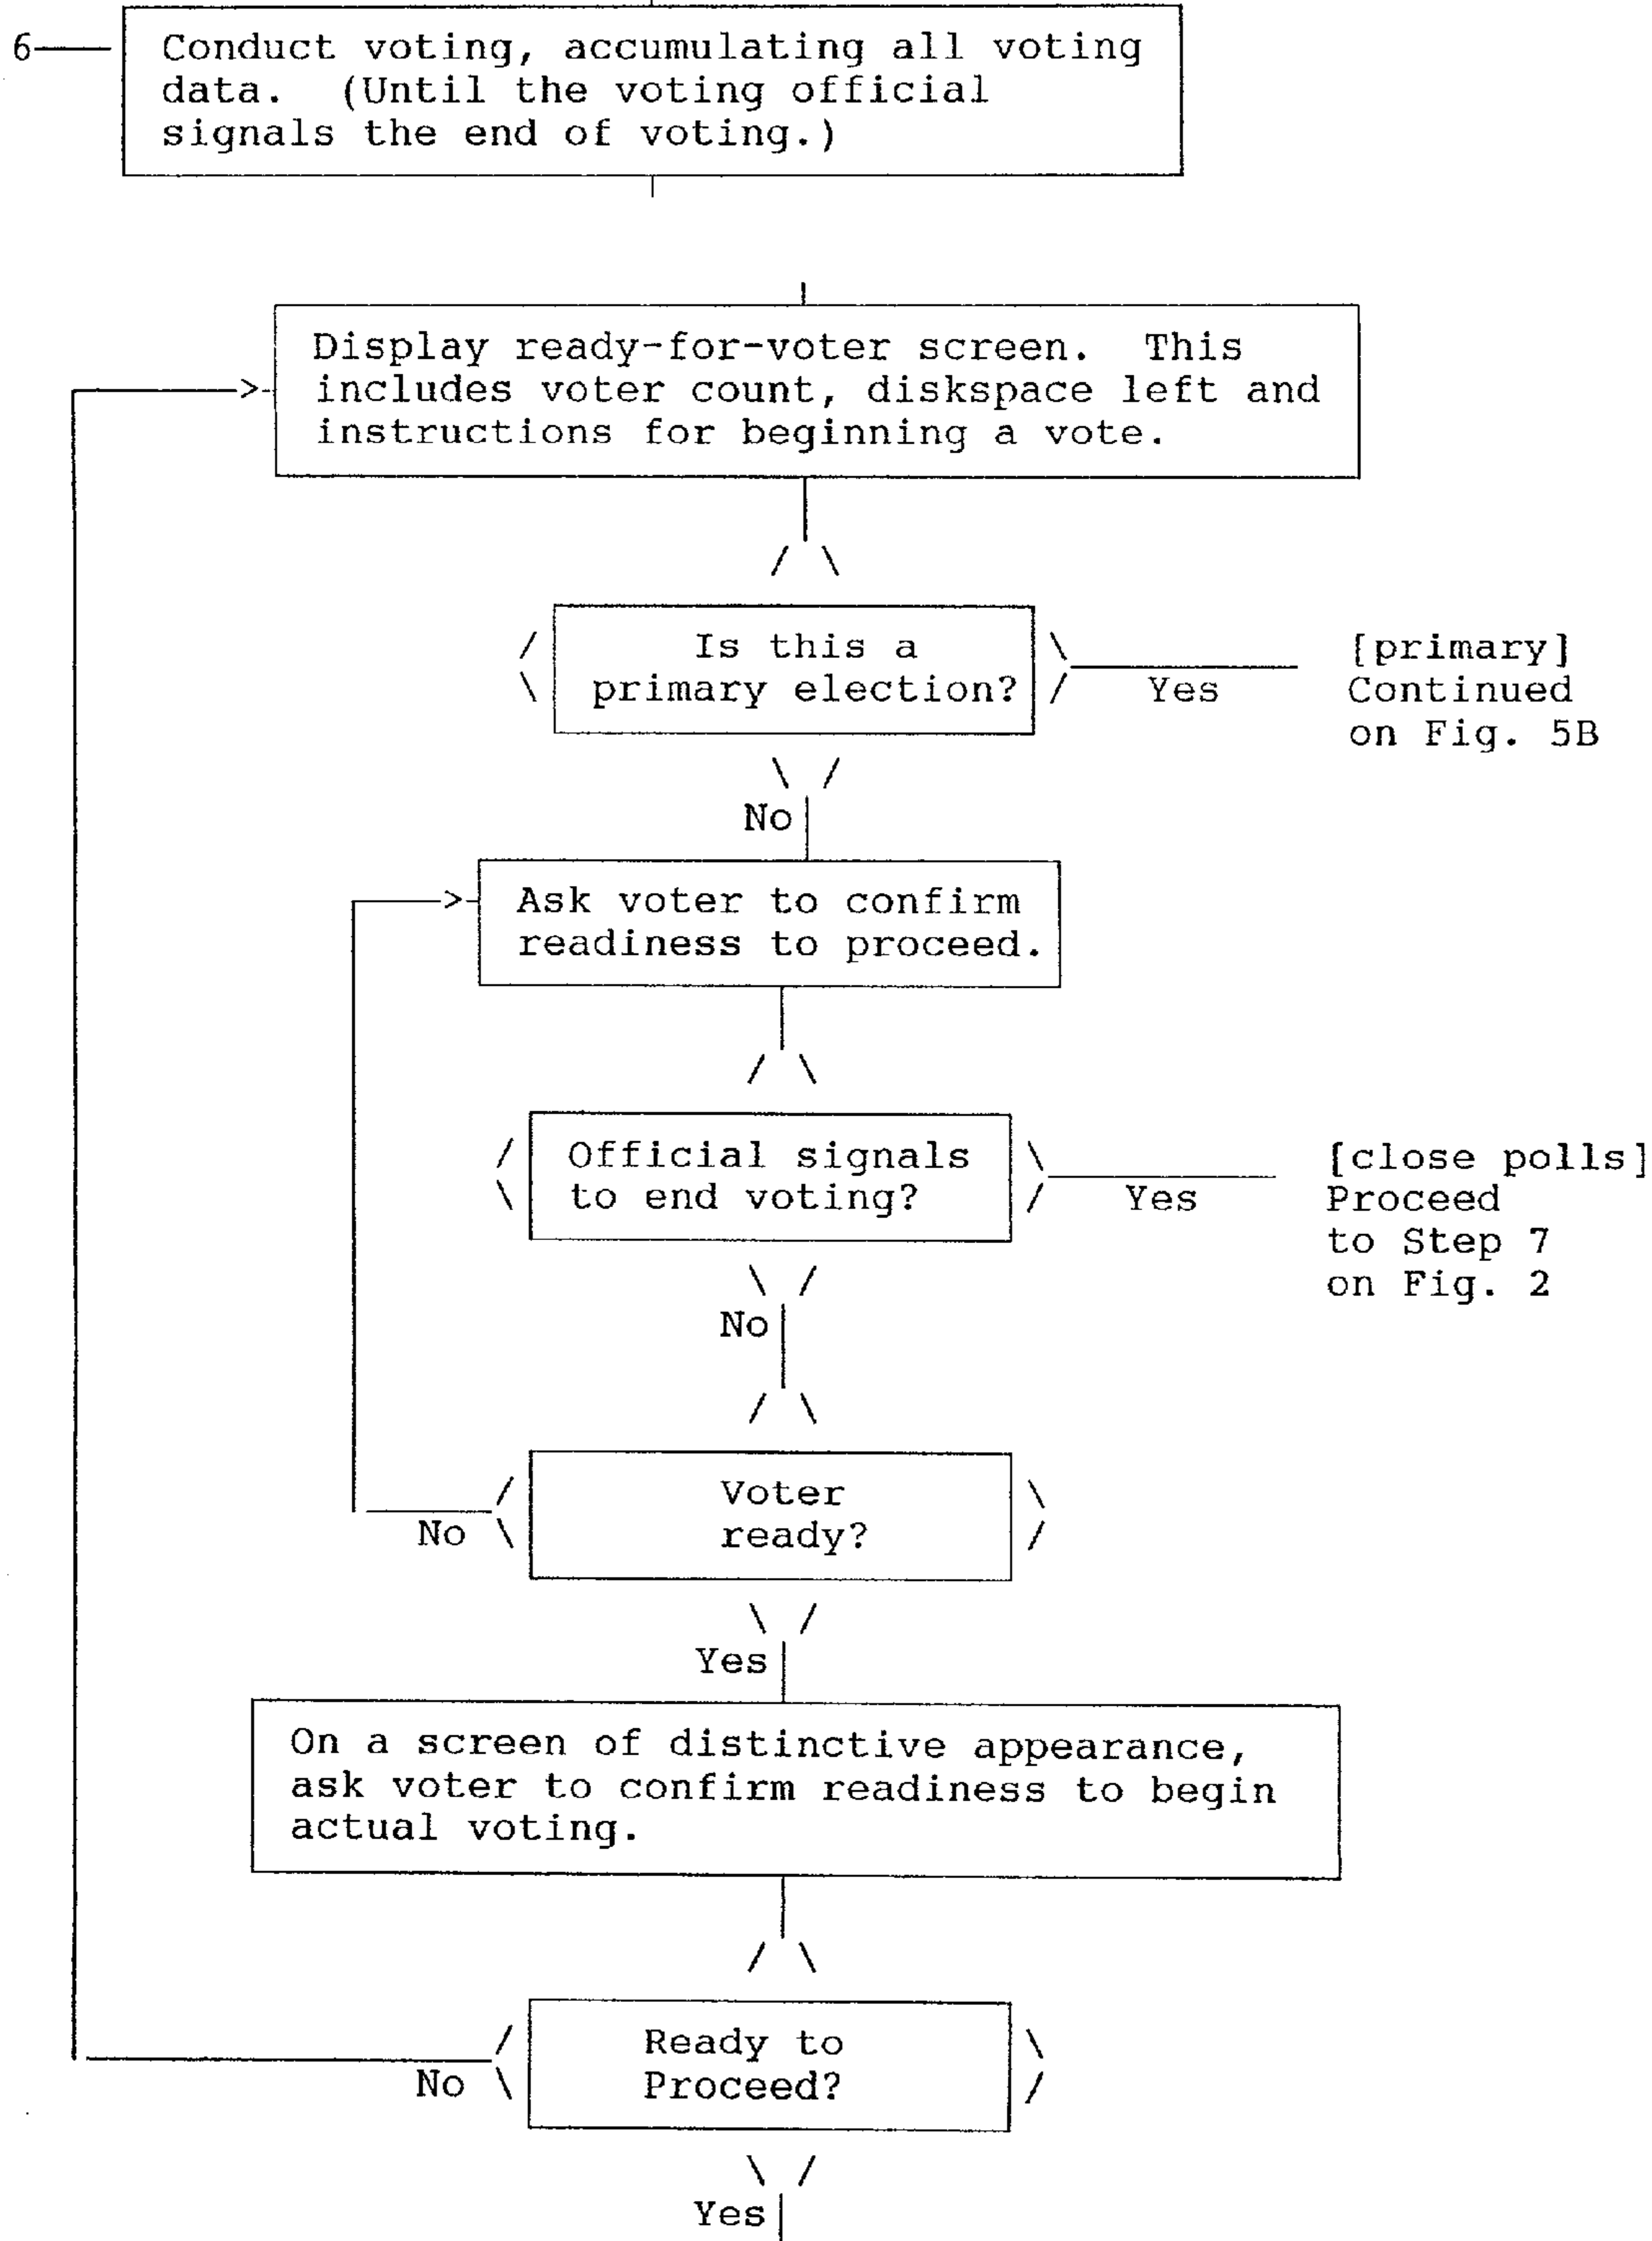 6
Conduct voting, accumulating all voting
data.  (Until the voting official
signals the end of voting.)
Display ready-for-voter screen.  This
includes voter count, diskspace left and
instructions for beginning a vote.
Is this a
primary election?
Yes
[primary]
Continued
on Fig. 5B
No
Ask voter to confirm
readiness to proceed.
Official signals
to end voting?
Yes
[close polls]
Proceed
to Step 7
on Fig. 2
No
Voter
ready?
No
Yes
On a screen of distinctive appearance,
ask voter to confirm readiness to begin
actual voting.
Ready to
Proceed?
No
Yes